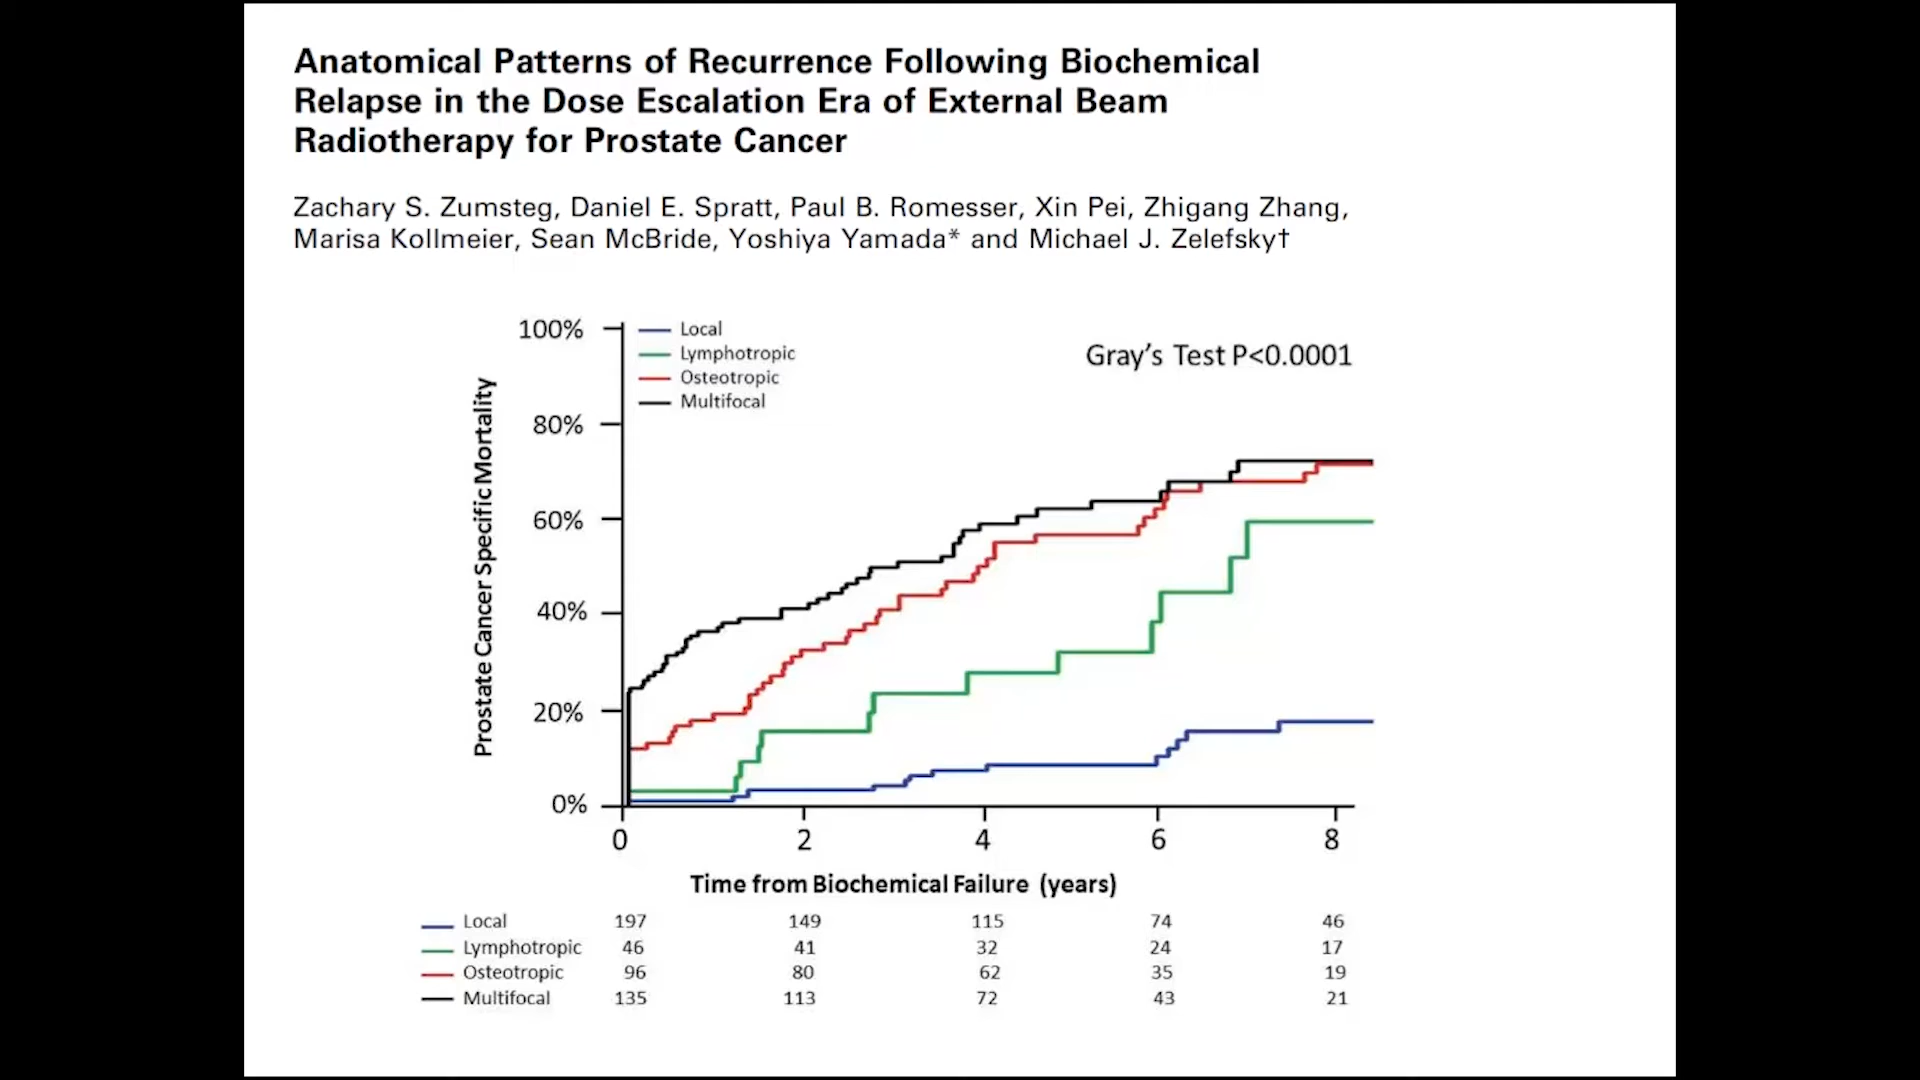 Anatomical Patterns of Recurrence Following Biochemical
Relapse in the Dose Escalation Era of External Beam
Radiotherapy for Prostate Cancer
Zachary S. Zumsteg, Daniel E. Spratt, Paul B. Romesser, Xin Pei, Zhigang Zhang,
Marisa Kollmeier, Sean McBride, Yoshiya Yamada* and Michael J. Zelefsky†
Local
Lymphotropic
Osteotropic
Multifocal
Gray's Test P<0.0001
Prostate Cancer Specific Mortality
100%
80%
60%
40%
20%
0%
0 2 4 6 8
Time from Biochemical Failure (years)
Local 197 149 115 74 46
Lymphotropic 46 41 32 24 17
Osteotropic 96 80 62 35 19
Multifocal 135 113 72 43 21